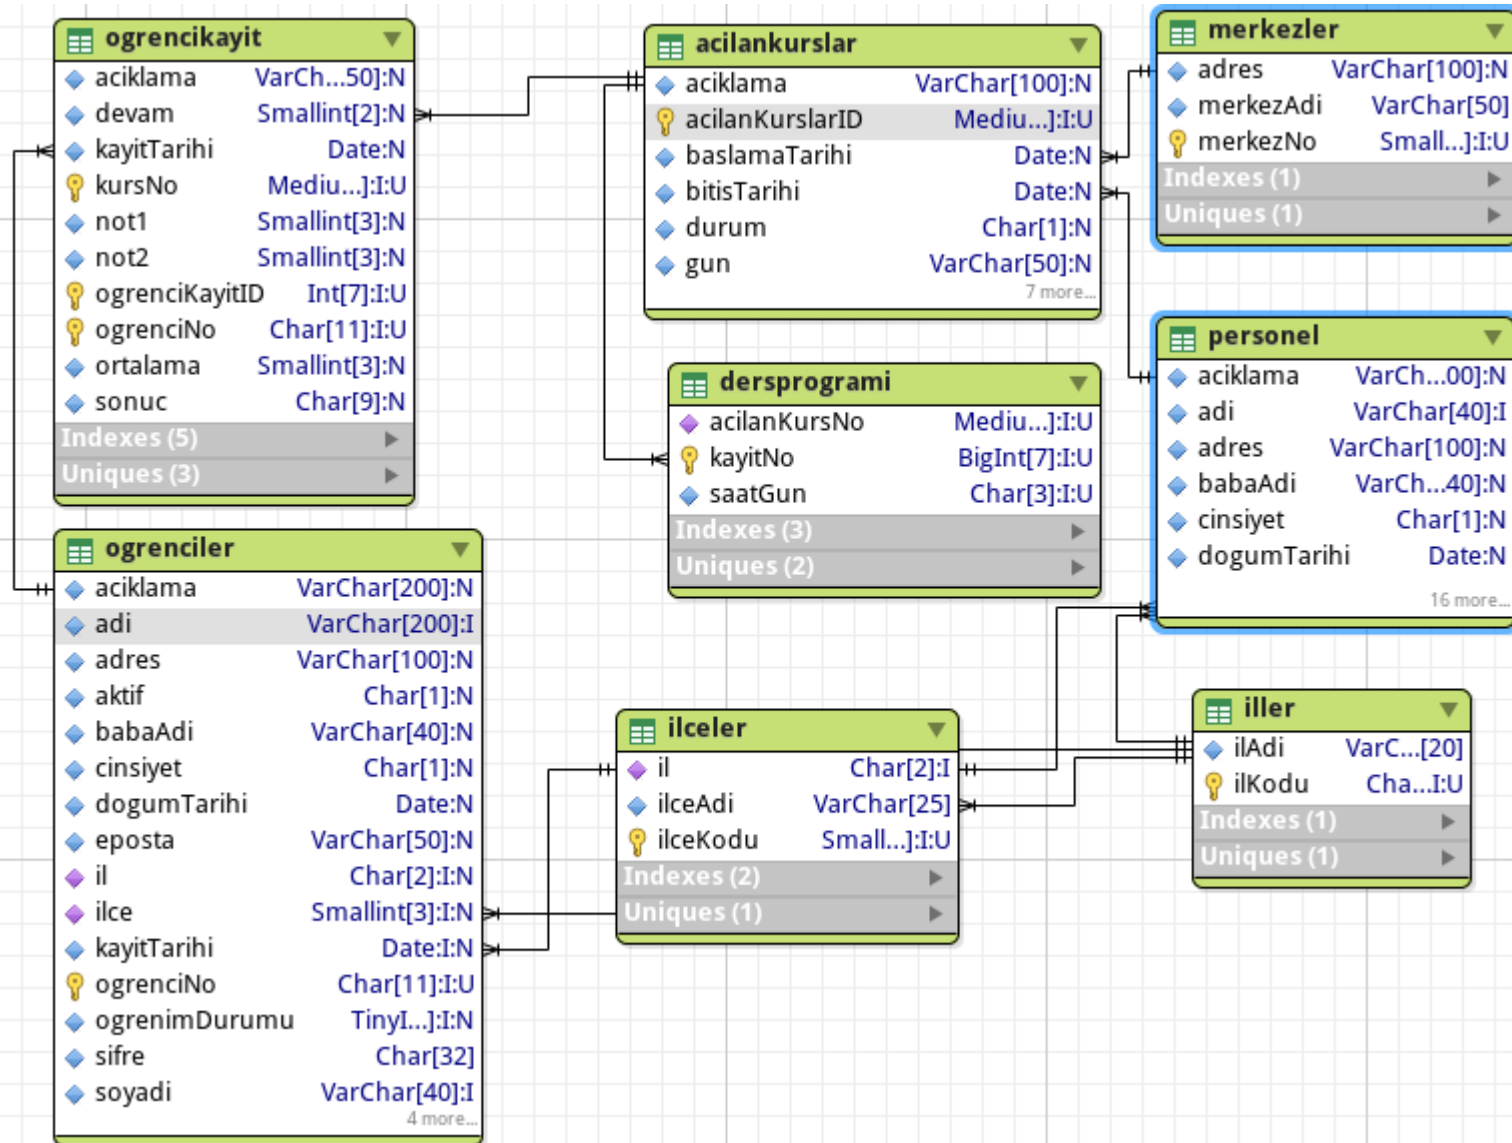 ogrencikayit
aciklama VarCh...50]:N
devam Smallint[2]:N
kayitTarihi Date:N
kursNo Mediu...]:I:U
not1 Smallint[3]:N
not2 Smallint[3]:N
ogrenciKayitID Int[7]:I:U
ogrenciNo Char[11]:I:U
ortalama Smallint[3]:N
sonuc Char[9]:N
Indexes (5)
Uniques (3)
ogrenciler
aciklama VarChar[200]:N
adi VarChar[200]:I
adres VarChar[100]:N
aktif Char[1]:N
babaAdi VarChar[40]:N
cinsiyet Char[1]:N
dogumTarihi Date:N
eposta VarChar[50]:N
il Char[2]:I:N
ilce Smallint[3]:I:N
kayitTarihi Date:I:N
ogrenciNo Char[11]:I:U
ogrenimDurumu TinyI...]:I:N
sifre Char[32]
soyadi VarChar[40]:I
4 more...
acilankurslar
aciklama VarChar[100]:N
acilanKurslarID Mediu...]:I:U
baslamaTarihi Date:N
bitisTarihi Date:N
durum Char[1]:N
gun VarChar[50]:N
7 more...
dersprogrami
acilanKursNo Mediu...]:I:U
kayitNo BigInt[7]:I:U
saatGun Char[3]:I:U
Indexes (3)
Uniques (2)
ilceler
il Char[2]:I
ilceAdi VarChar[25]
ilceKodu Small...]:I:U
Indexes (2)
Uniques (1)
merkezler
adres VarChar[100]:N
merkezAdi VarChar[50]
merkezNo Small...]:I:U
Indexes (1)
Uniques (1)
personel
aciklama VarCh...00]:N
adi VarChar[40]:I
adres VarChar[100]:N
babaAdi VarCh...40]:N
cinsiyet Char[1]:N
dogumTarihi Date:N
16 more...
iller
ilAdi VarC...[20]
ilKodu Cha...I:U
Indexes (1)
Uniques (1)